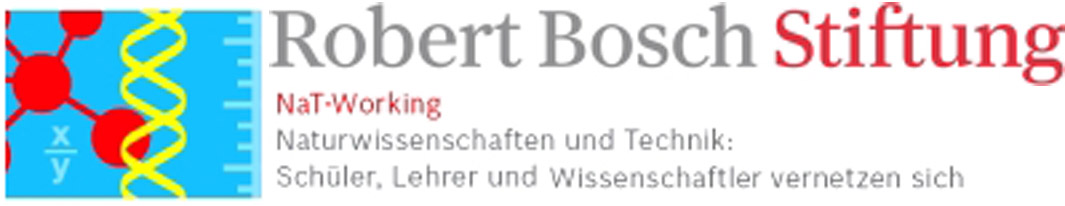 Robert Bosch Stiftung
NaT-Working
Naturwissenschaften und Technik:
Schüler, Lehrer und Wissenschaftler vernetzen sich
x
y